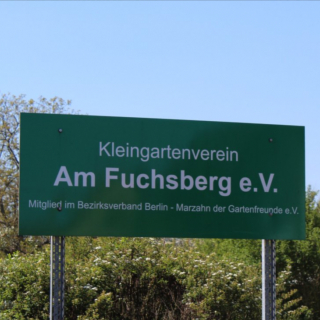 Kleingartenverein
Am Fuchsberg e.V.
Mitglied im Bezirksverband Berlin - Marzahn der Gartenfreunde e.V.